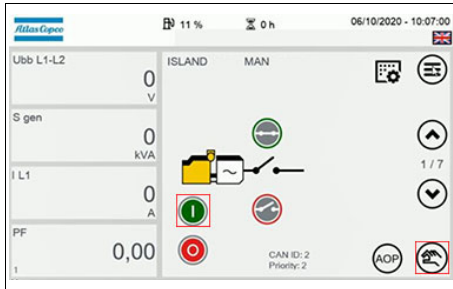 Atlas Copco
11 %
0 h
06/10/2020 - 10:07:00
Ubb L1-L2
0
V
ISLAND
MAN
S gen
0
kVA
I L1
0
A
PF
0,00
1
1 / 7
CAN ID: 2
Priority: 2
AOP